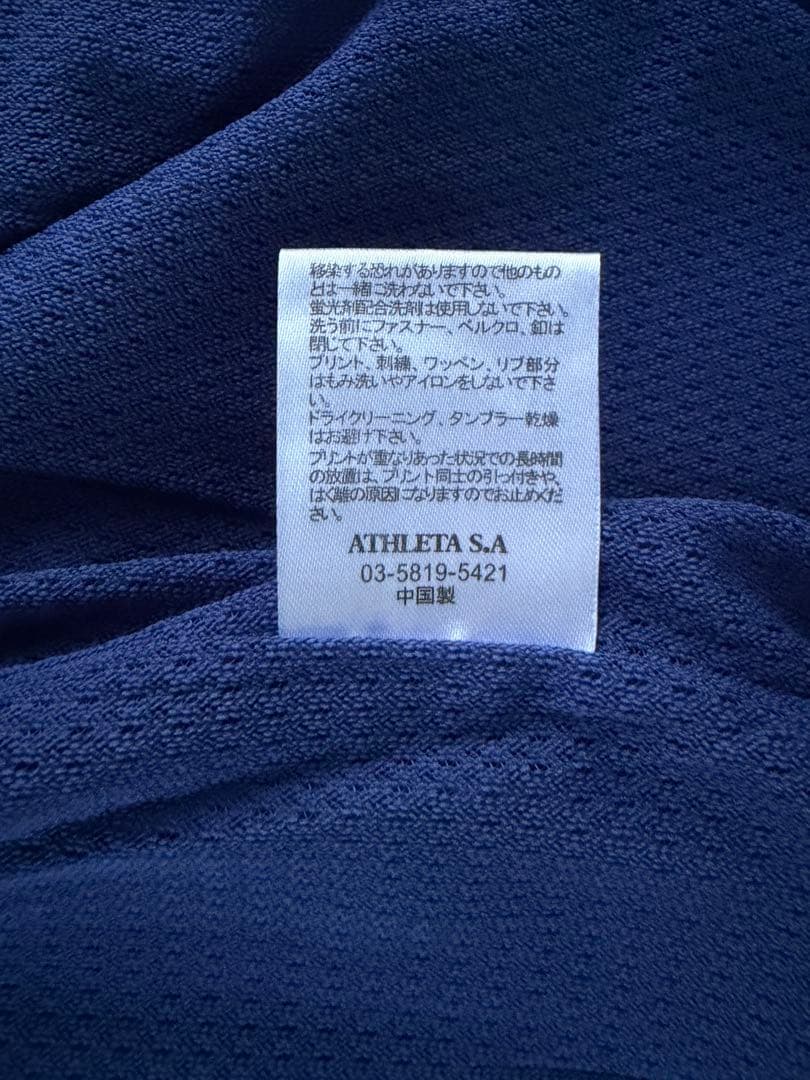 移染する恐れがありますので他のもの
とは一緒に洗わないで下さい。
蛍光剤配合洗剤は使用しないで下さい。
洗う前にファスナー、ベルクロ、釦は
閉じて下さい。
プリント、刺繍、ワッペン、リブ部分
はもみ洗いやアイロンをしないで下さ
い。
ドライクリーニング、タンブラー乾燥
はお避け下さい。
プリントが重なりあった状況での長時間
の放置は、プリント同士の引っ付きや、
はく離の原因になりますのでお止めくだ
さい。
ATHLETA S.A
03-5819-5421
中国製